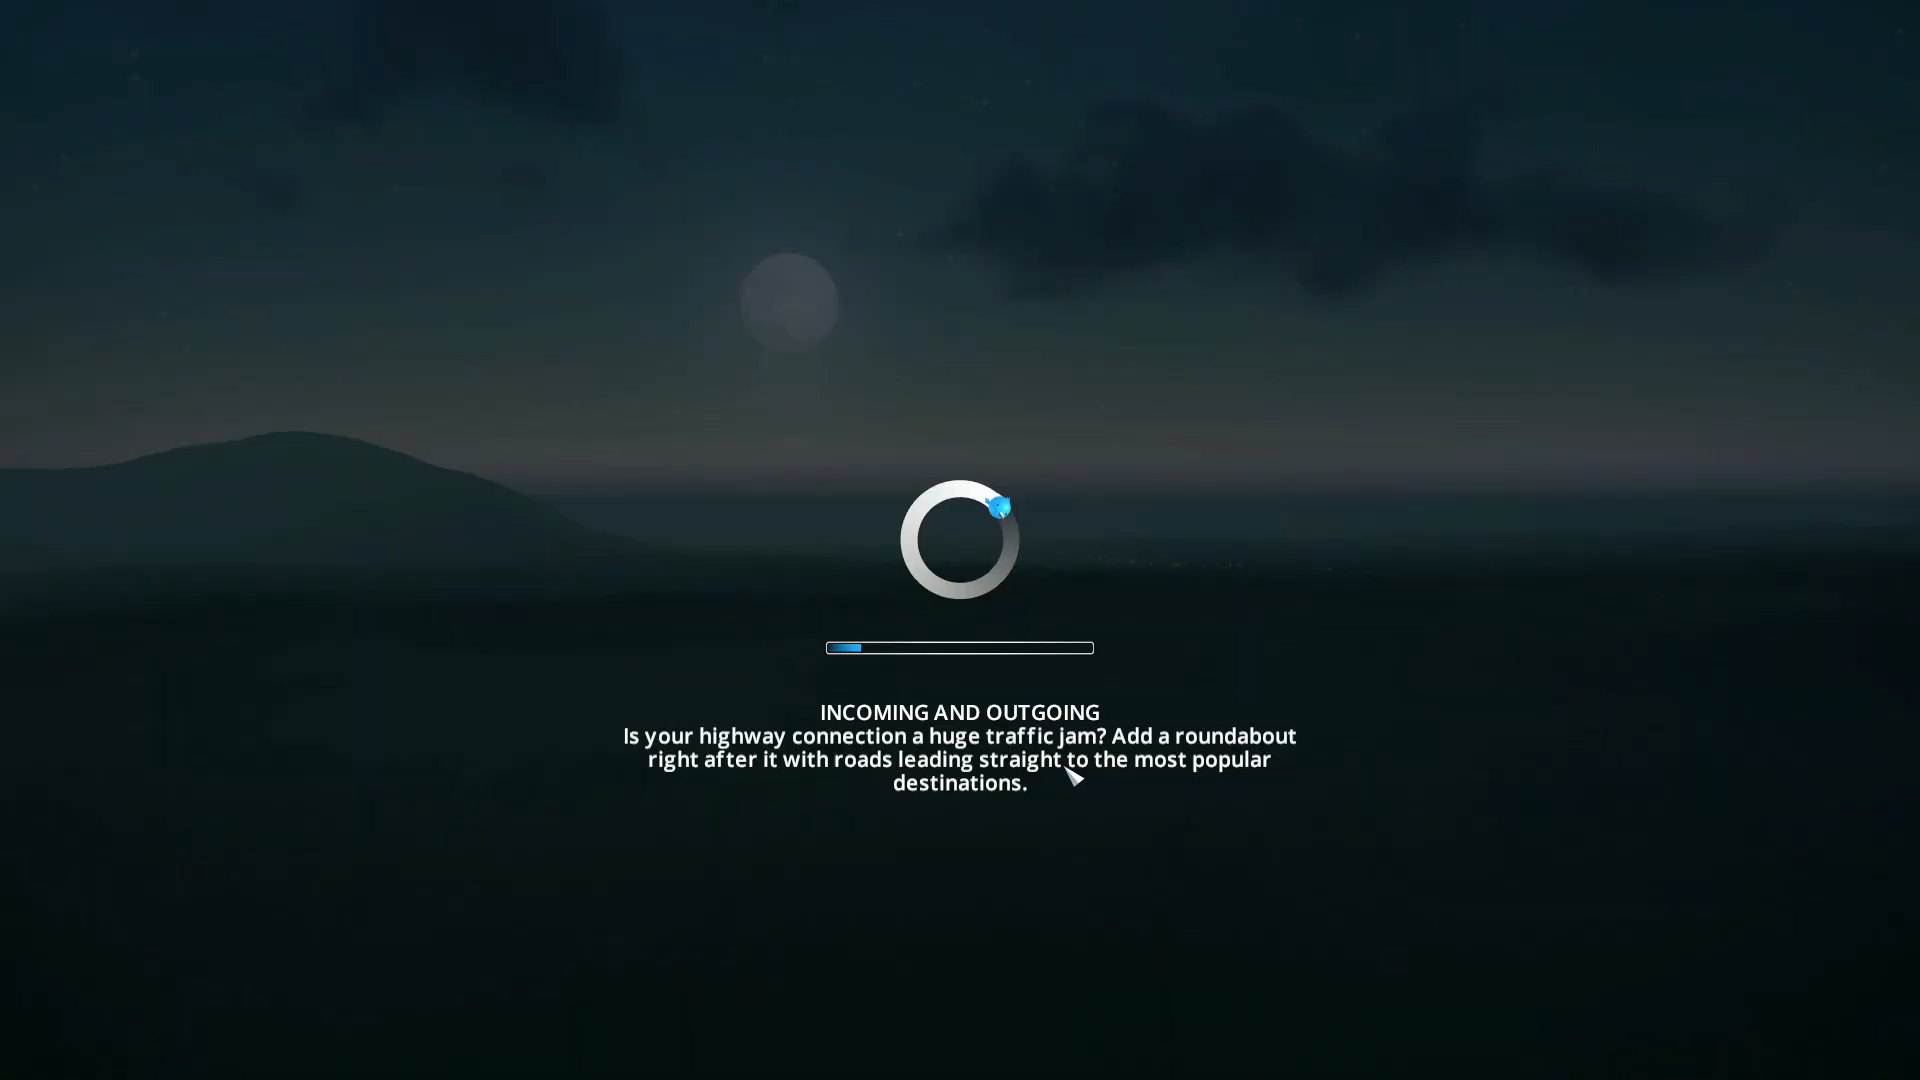 INCOMING AND OUTGOING
Is your highway connection a huge traffic jam? Add a roundabout
right after it with roads leading straight to the most popular
destinations.